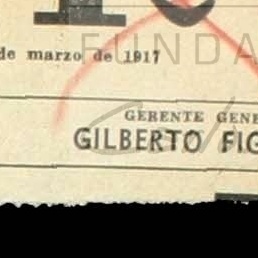 FUNDA
de marzo de 1917
GERENTE GENE
GILBERTO FIG